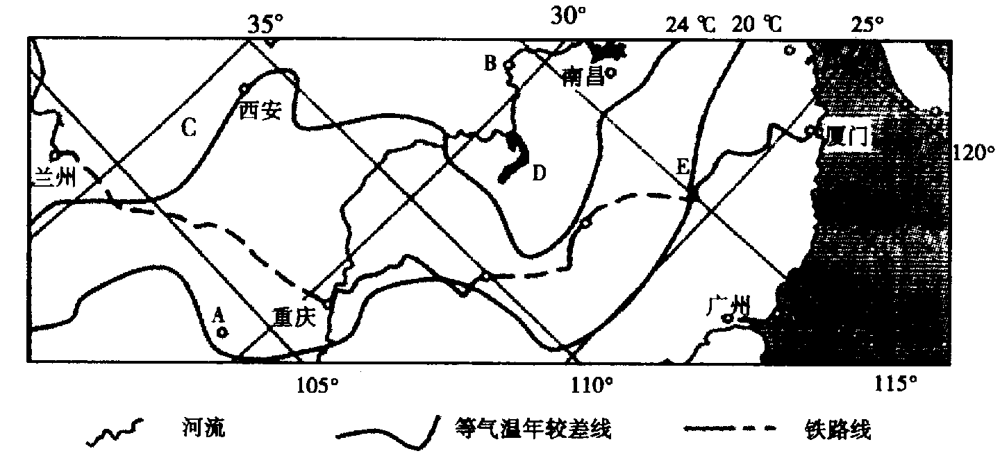 35°
30°
24 ℃
20 ℃
25°
B
南昌
西安
C
厦门
120°
兰州
D
E
A
重庆
广州
105°
110°
115°
河流
等气温年较差线
铁路线